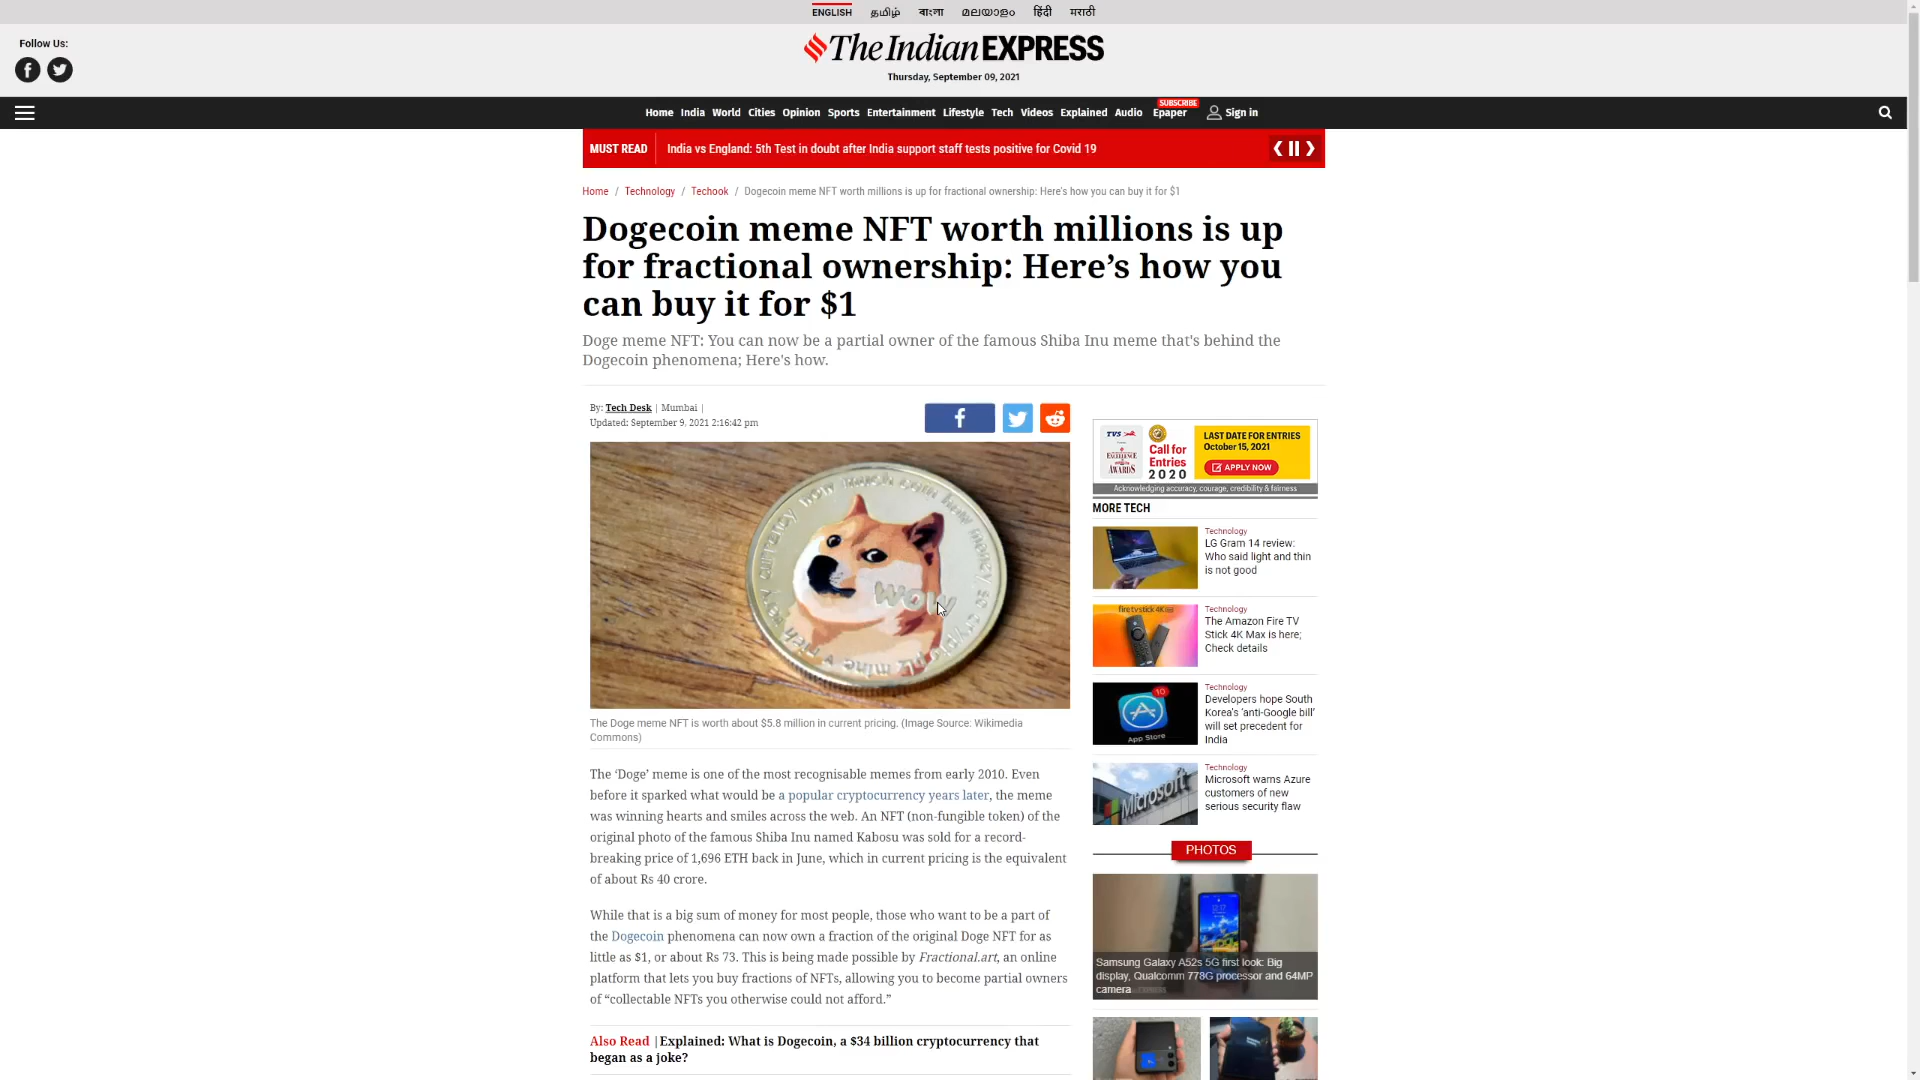 ENGLISH தமிழ் বাংলা മലയാളം हिंदी मराठी
Follow Us:
The Indian EXPRESS
Thursday, September 09, 2021
Home India World Cities Opinion Sports Entertainment Lifestyle Tech Videos Explained Audio Epaper SUBSCRIBE Sign in
MUST READ India vs England: 5th Test in doubt after India support staff tests positive for Covid 19
Home / Technology / Techook / Dogecoin meme NFT worth millions is up for fractional ownership: Here's how you can buy it for $1
Dogecoin meme NFT worth millions is up
for fractional ownership: Here’s how you
can buy it for $1
Doge meme NFT: You can now be a partial owner of the famous Shiba Inu meme that's behind the
Dogecoin phenomena; Here's how.
By: Tech Desk | Mumbai |
Updated: September 9, 2021 2:16:42 pm
wow
The Doge meme NFT is worth about $5.8 million in current pricing. (Image Source: Wikimedia
Commons)
The ‘Doge’ meme is one of the most recognisable memes from early 2010. Even
before it sparked what would be a popular cryptocurrency years later, the meme
was winning hearts and smiles across the web. An NFT (non-fungible token) of the
original photo of the famous Shiba Inu named Kabosu was sold for a record-
breaking price of 1,696 ETH back in June, which in current pricing is the equivalent
of about Rs 40 crore.
While that is a big sum of money for most people, those who want to be a part of
the Dogecoin phenomena can now own a fraction of the original Doge NFT for as
little as $1, or about Rs 73. This is being made possible by Fractional.art, an online
platform that lets you buy fractions of NFTs, allowing you to become partial owners
of “collectable NFTs you otherwise could not afford.”
Also Read |Explained: What is Dogecoin, a $34 billion cryptocurrency that
began as a joke?
TVS
EXCELLENCE
AWARDS
Call for
Entries
2020
LAST DATE FOR ENTRIES
October 15, 2021
APPLY NOW
Acknowledging accuracy, courage, credibility & fairness
MORE TECH
Technology
LG Gram 14 review:
Who said light and thin
is not good
firetvstick 4K
Technology
The Amazon Fire TV
Stick 4K Max is here;
Check details
10
App Store
Technology
Developers hope South
Korea's 'anti-Google bill'
will set precedent for
India
Microsoft
Technology
Microsoft warns Azure
customers of new
serious security flaw
PHOTOS
Samsung Galaxy A52s 5G first look: Big
display, Qualcomm 778G processor and 64MP
camera